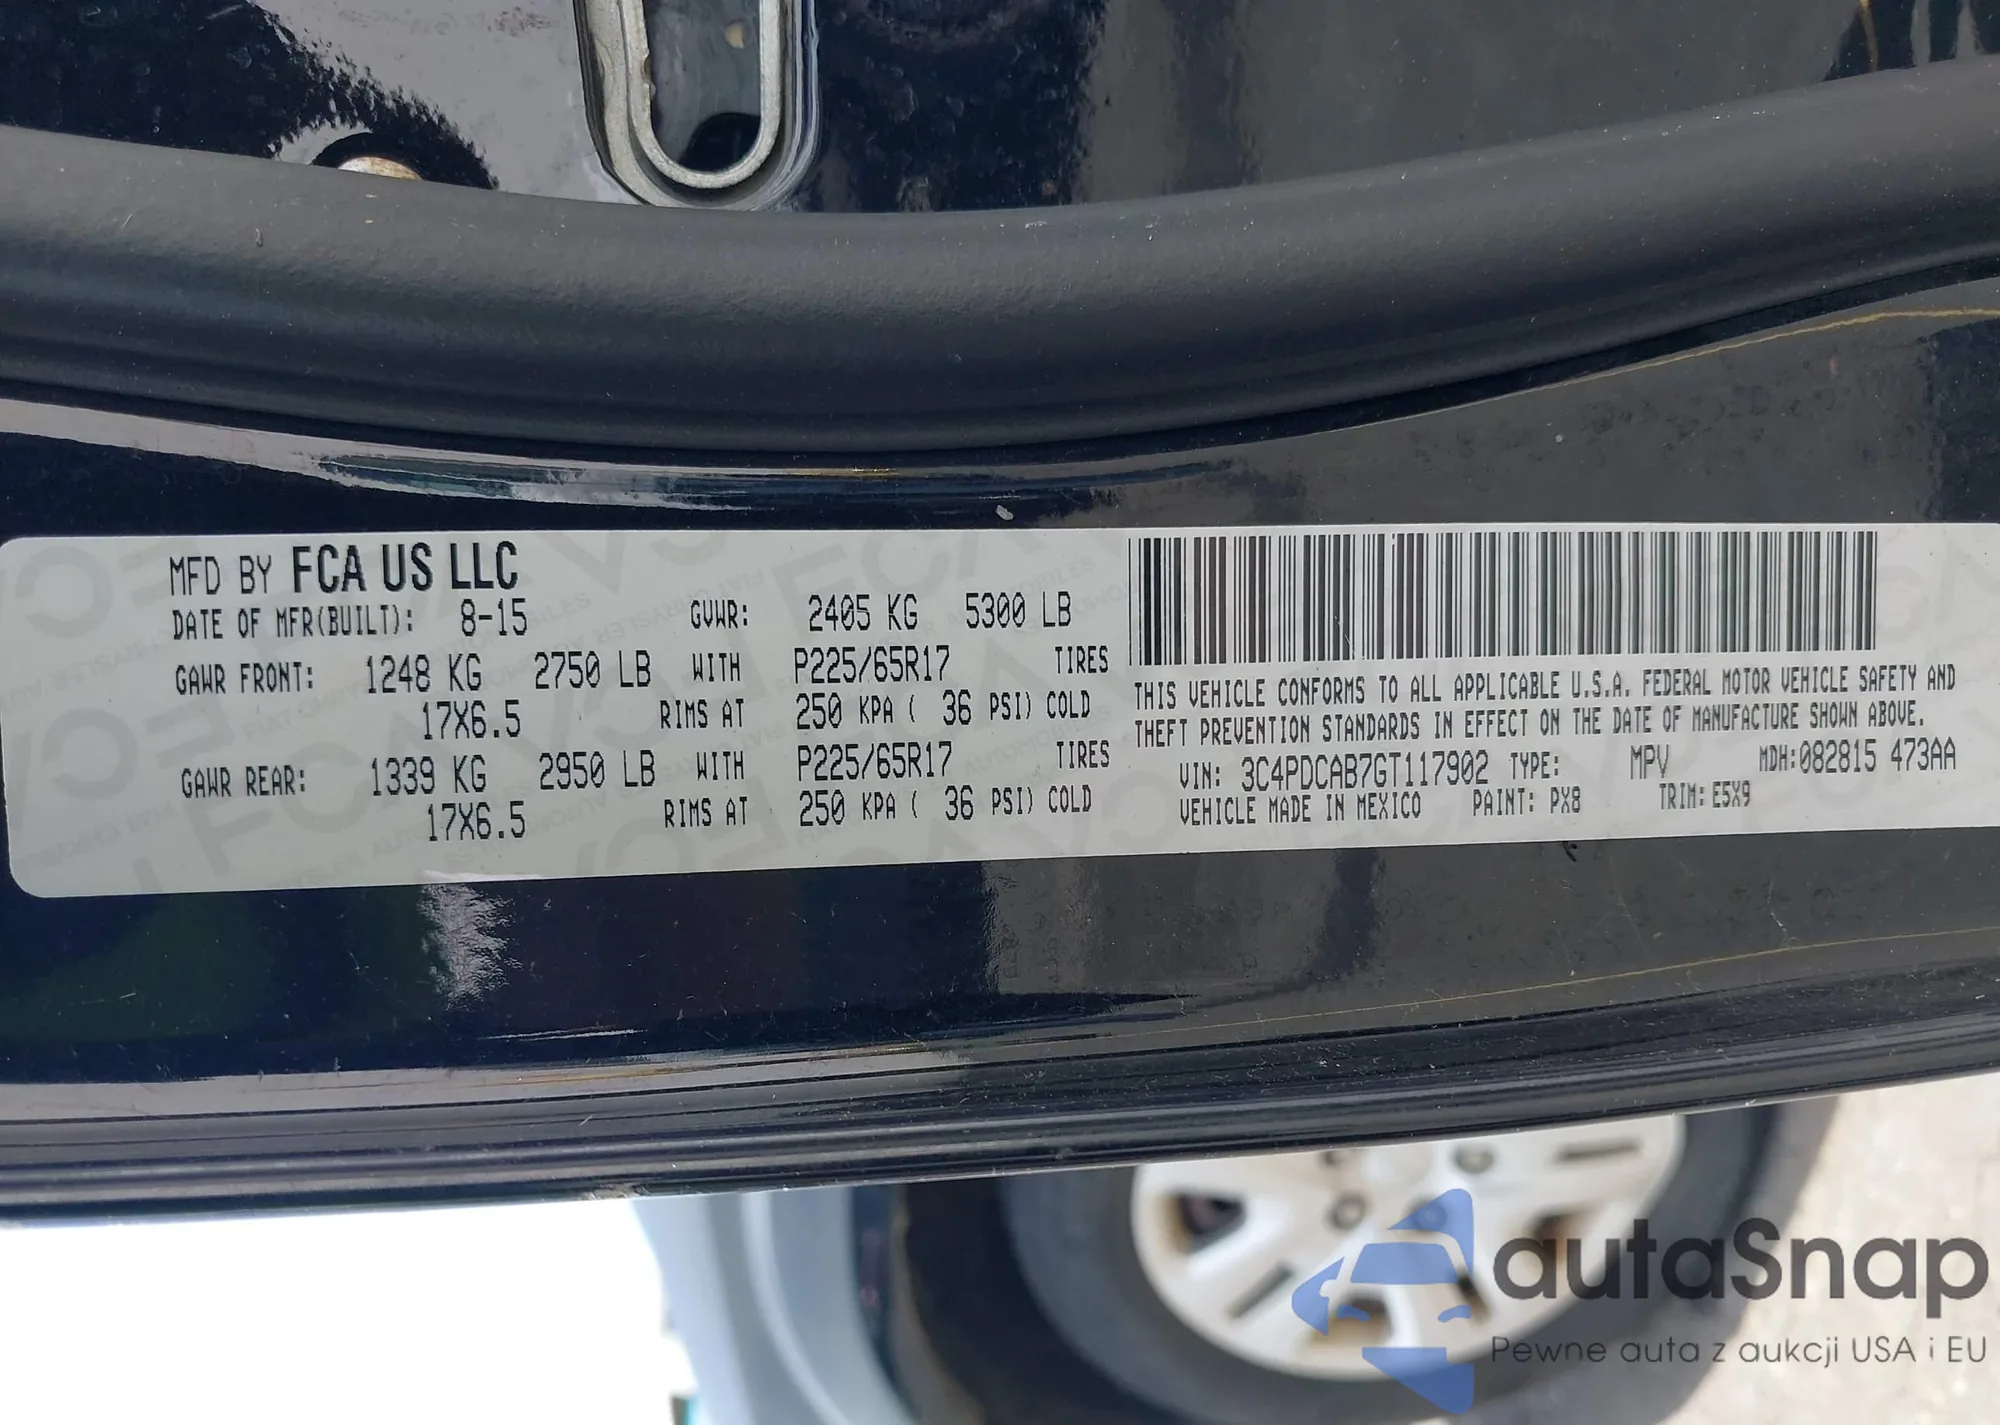 MFD BY FCA US LLC
DATE OF MFR(BUILT): 8-15 GVWR: 2405 KG 5300 LB
GAWR FRONT: 1248 KG 2750 LB WITH P225/65R17 TIRES
17X6.5 RIMS AT 250 KPA ( 36 PSI) COLD
GAWR REAR: 1339 KG 2950 LB WITH P225/65R17 TIRES
17X6.5 RIMS AT 250 KPA ( 36 PSI) COLD
THIS VEHICLE CONFORMS TO ALL APPLICABLE U.S.A. FEDERAL MOTOR VEHICLE SAFETY AND
THEFT PREVENTION STANDARDS IN EFFECT ON THE DATE OF MANUFACTURE SHOWN ABOVE.
VIN: 3C4PDCAB7GT117902 TYPE: MPV MDH:082815 473AA
VEHICLE MADE IN MEXICO PAINT: PX8 TRIM: E5X9
autaSnap
Pewne auta z aukcji USA i EU